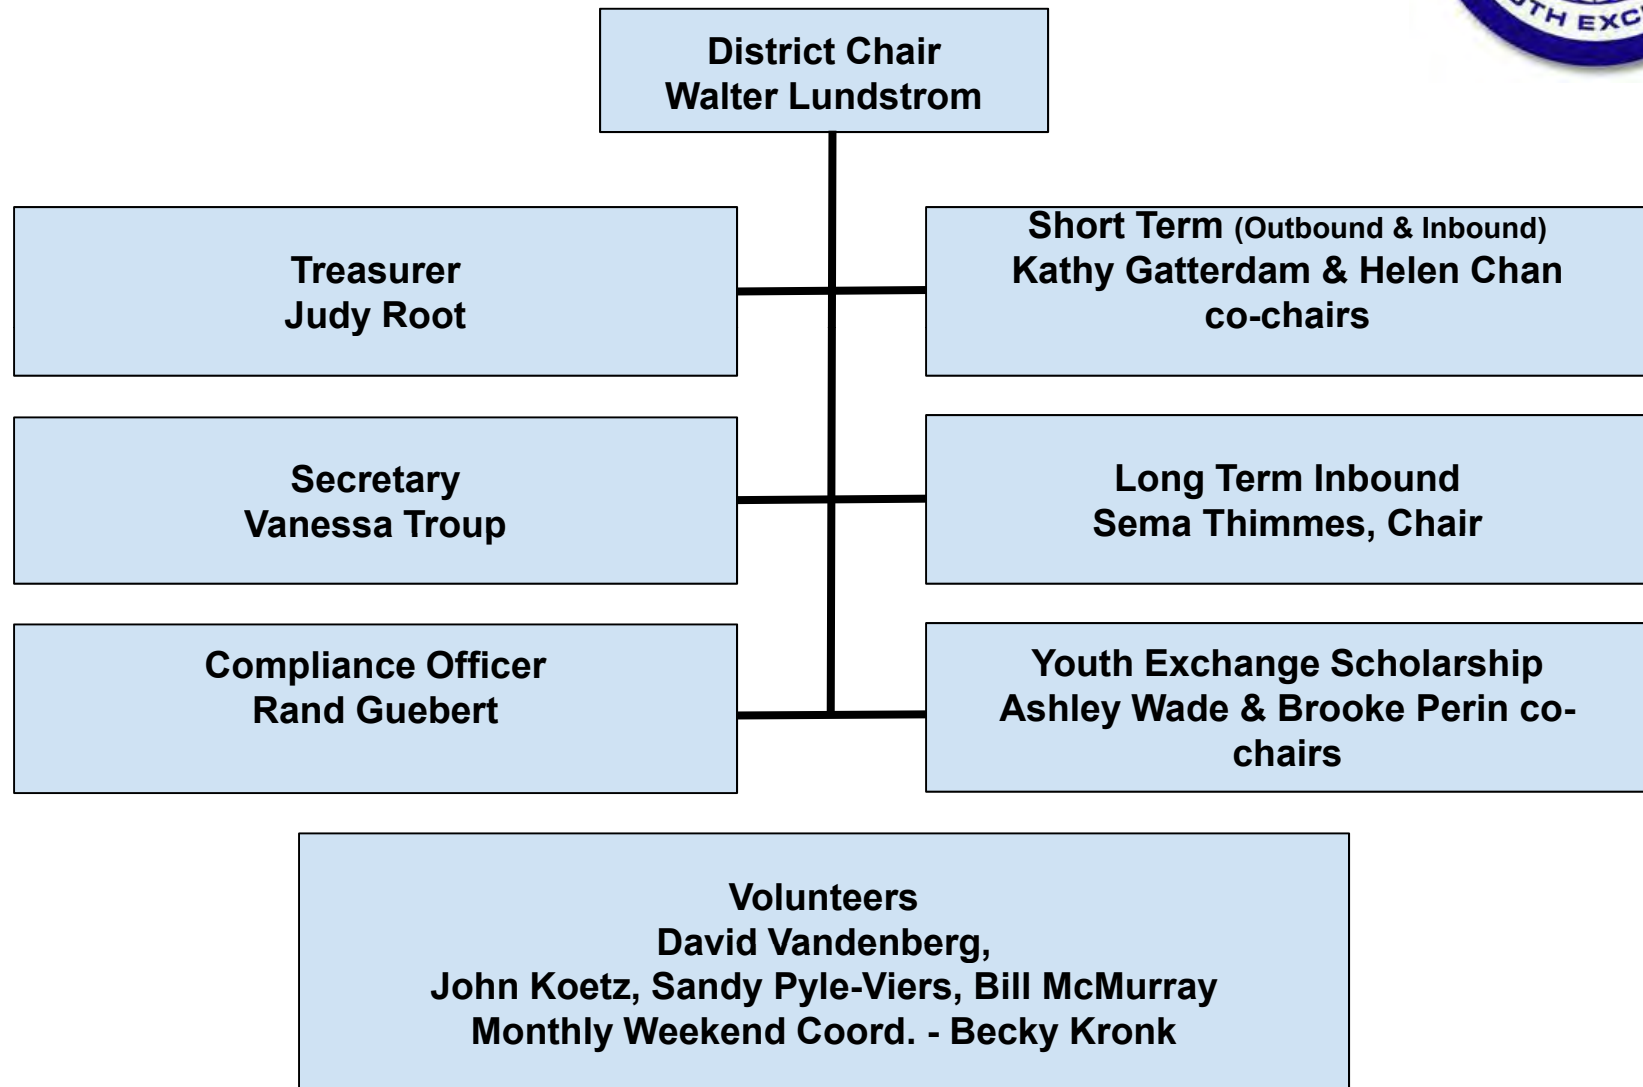 District Chair
Walter Lundstrom
Treasurer
Judy Root
Short Term (Outbound & Inbound)
Kathy Gatterdam & Helen Chan
co-chairs
Secretary
Vanessa Troup
Long Term Inbound
Sema Thimmes, Chair
Compliance Officer
Rand Guebert
Youth Exchange Scholarship
Ashley Wade & Brooke Perin co-
chairs
Volunteers
David Vandenberg,
John Koetz, Sandy Pyle-Viers, Bill McMurray
Monthly Weekend Coord. - Becky Kronk